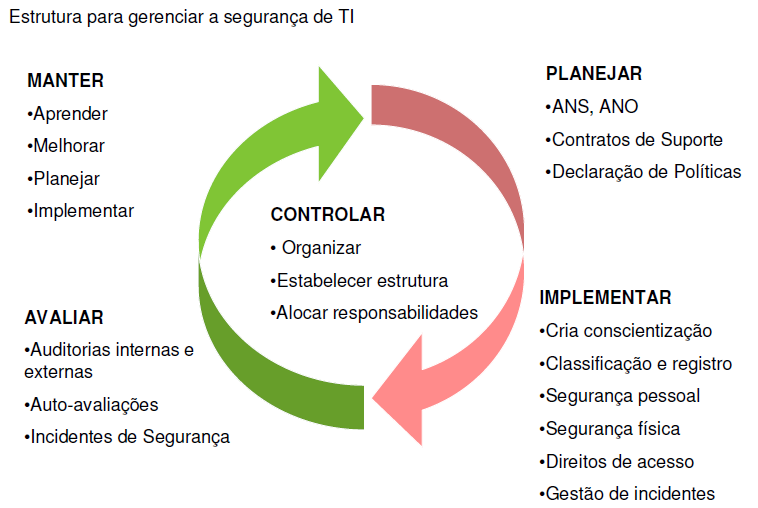 Estrutura para gerenciar a segurança de TI
MANTER
•Aprender
•Melhorar
•Planejar
•Implementar
PLANEJAR
•ANS, ANO
•Contratos de Suporte
•Declaração de Políticas
CONTROLAR
• Organizar
•Estabelecer estrutura
•Alocar responsabilidades
AVALIAR
•Auditorias internas e
externas
•Auto-avaliações
•Incidentes de Segurança
IMPLEMENTAR
•Cria conscientização
•Classificação e registro
•Segurança pessoal
•Segurança física
•Direitos de acesso
•Gestão de incidentes